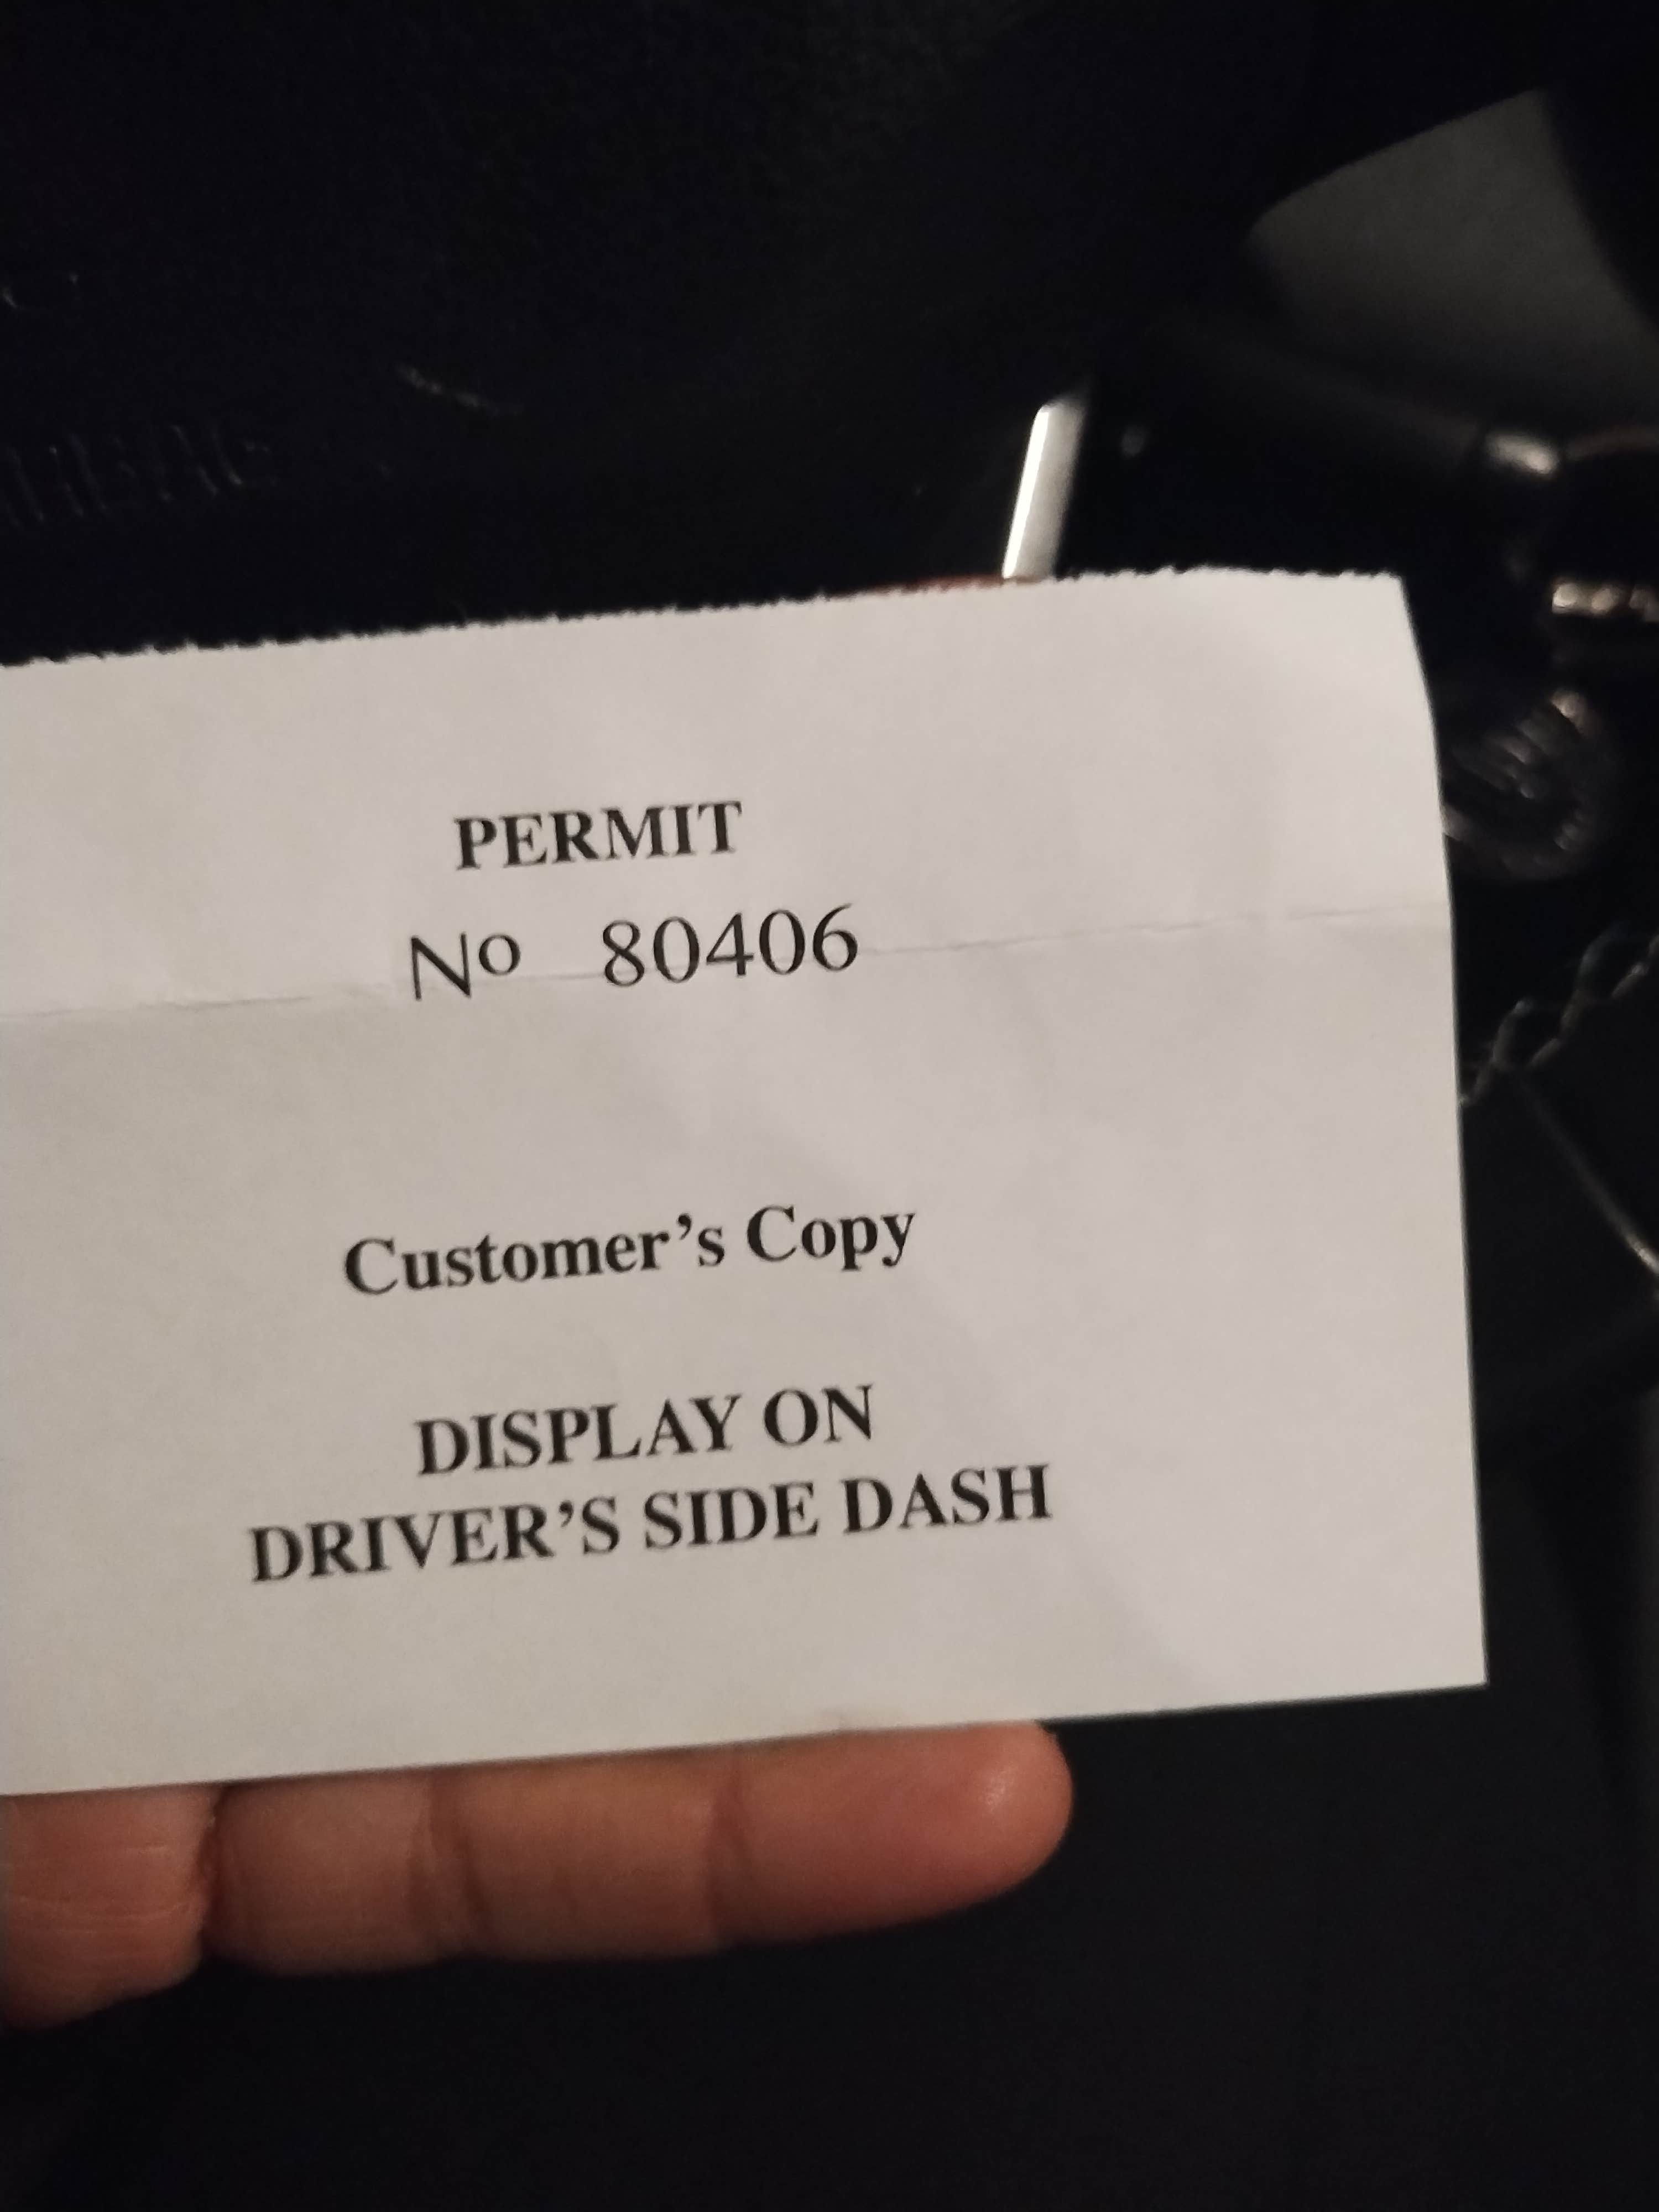 PERMIT
No 80406
Customer's Copy
DISPLAY ON
DRIVER'S SIDE DASH